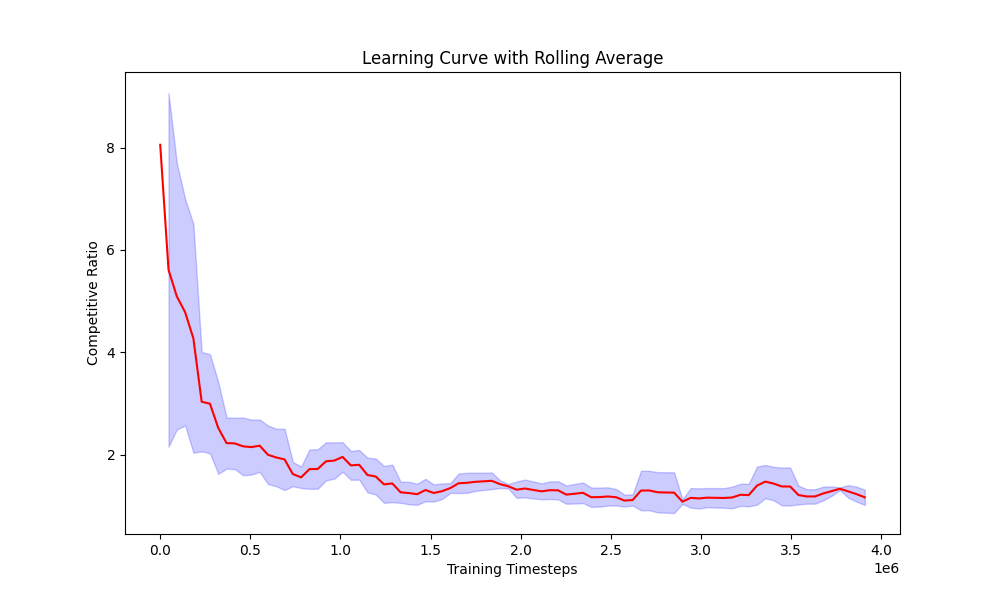 Learning Curve with Rolling Average
Competitive Ratio
8
6
4
2
0.0 0.5 1.0 1.5 2.0 2.5 3.0 3.5 4.0
1e6
Training Timesteps